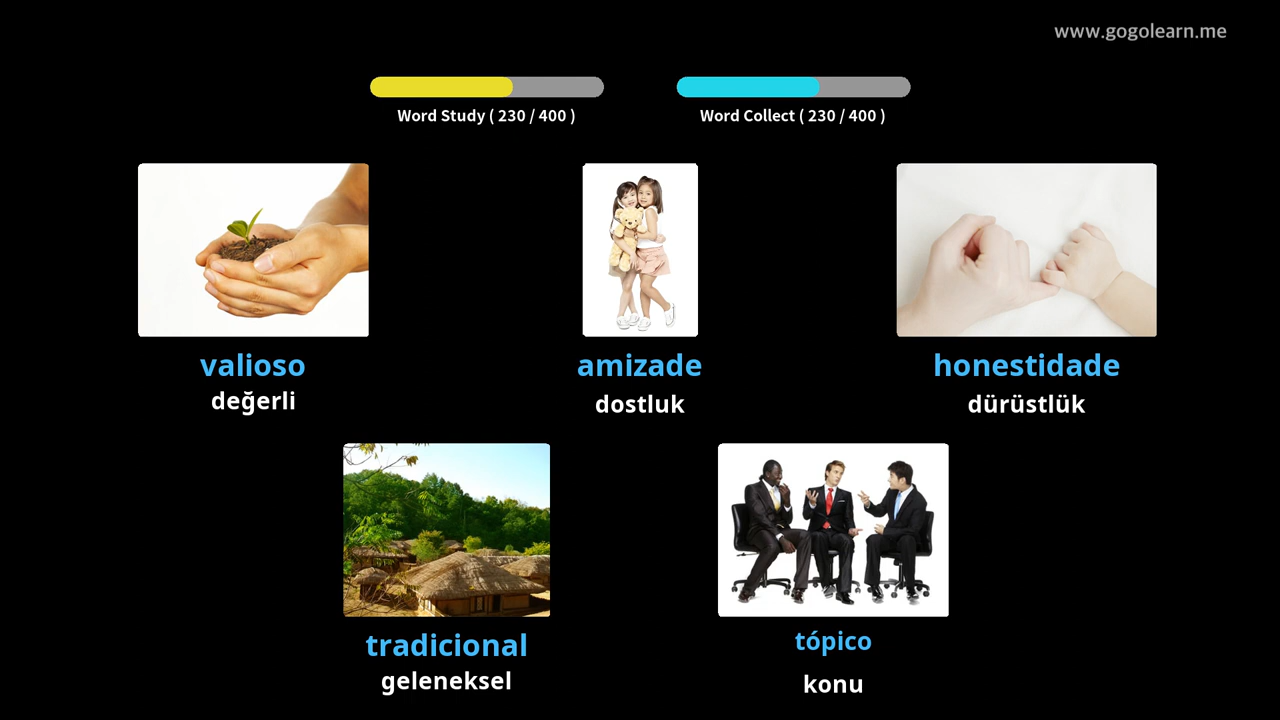 www.gogolearn.me
Word Study ( 230 / 400 )
Word Collect ( 230 / 400 )
valioso
değerli
amizade
dostluk
honestidade
dürüstlük
tradicional
geleneksel
tópico
konu